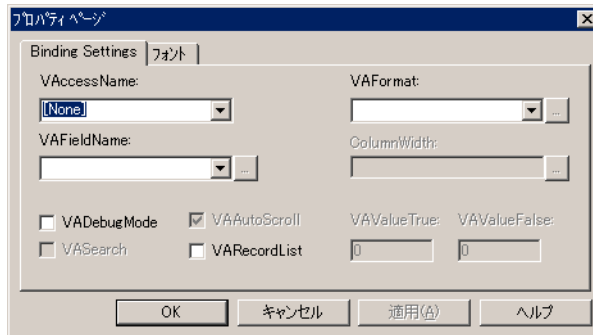 プロパティ ページ
Binding Settings フォント
VAccessName: VAFormat:
[None] ...
VAFieldName: ColumnWidth:
... ...
VADebugMode VAAutoScroll VAValueTrue: VAValueFalse:
VASearch VARecordList 0 0
OK キャンセル 適用(A) ヘルプ